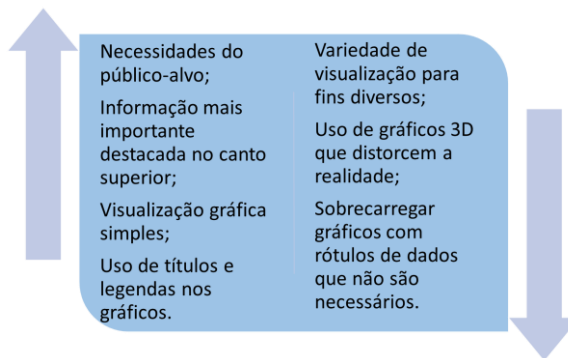 Necessidades do
público-alvo;
Informação mais
importante
destacada no canto
superior;
Visualização gráfica
simples;
Uso de títulos e
legendas nos
gráficos.
Variedade de
visualização para
fins diversos;
Uso de gráficos 3D
que distorcem a
realidade;
Sobrecarregar
gráficos com
rótulos de dados
que não são
necessários.